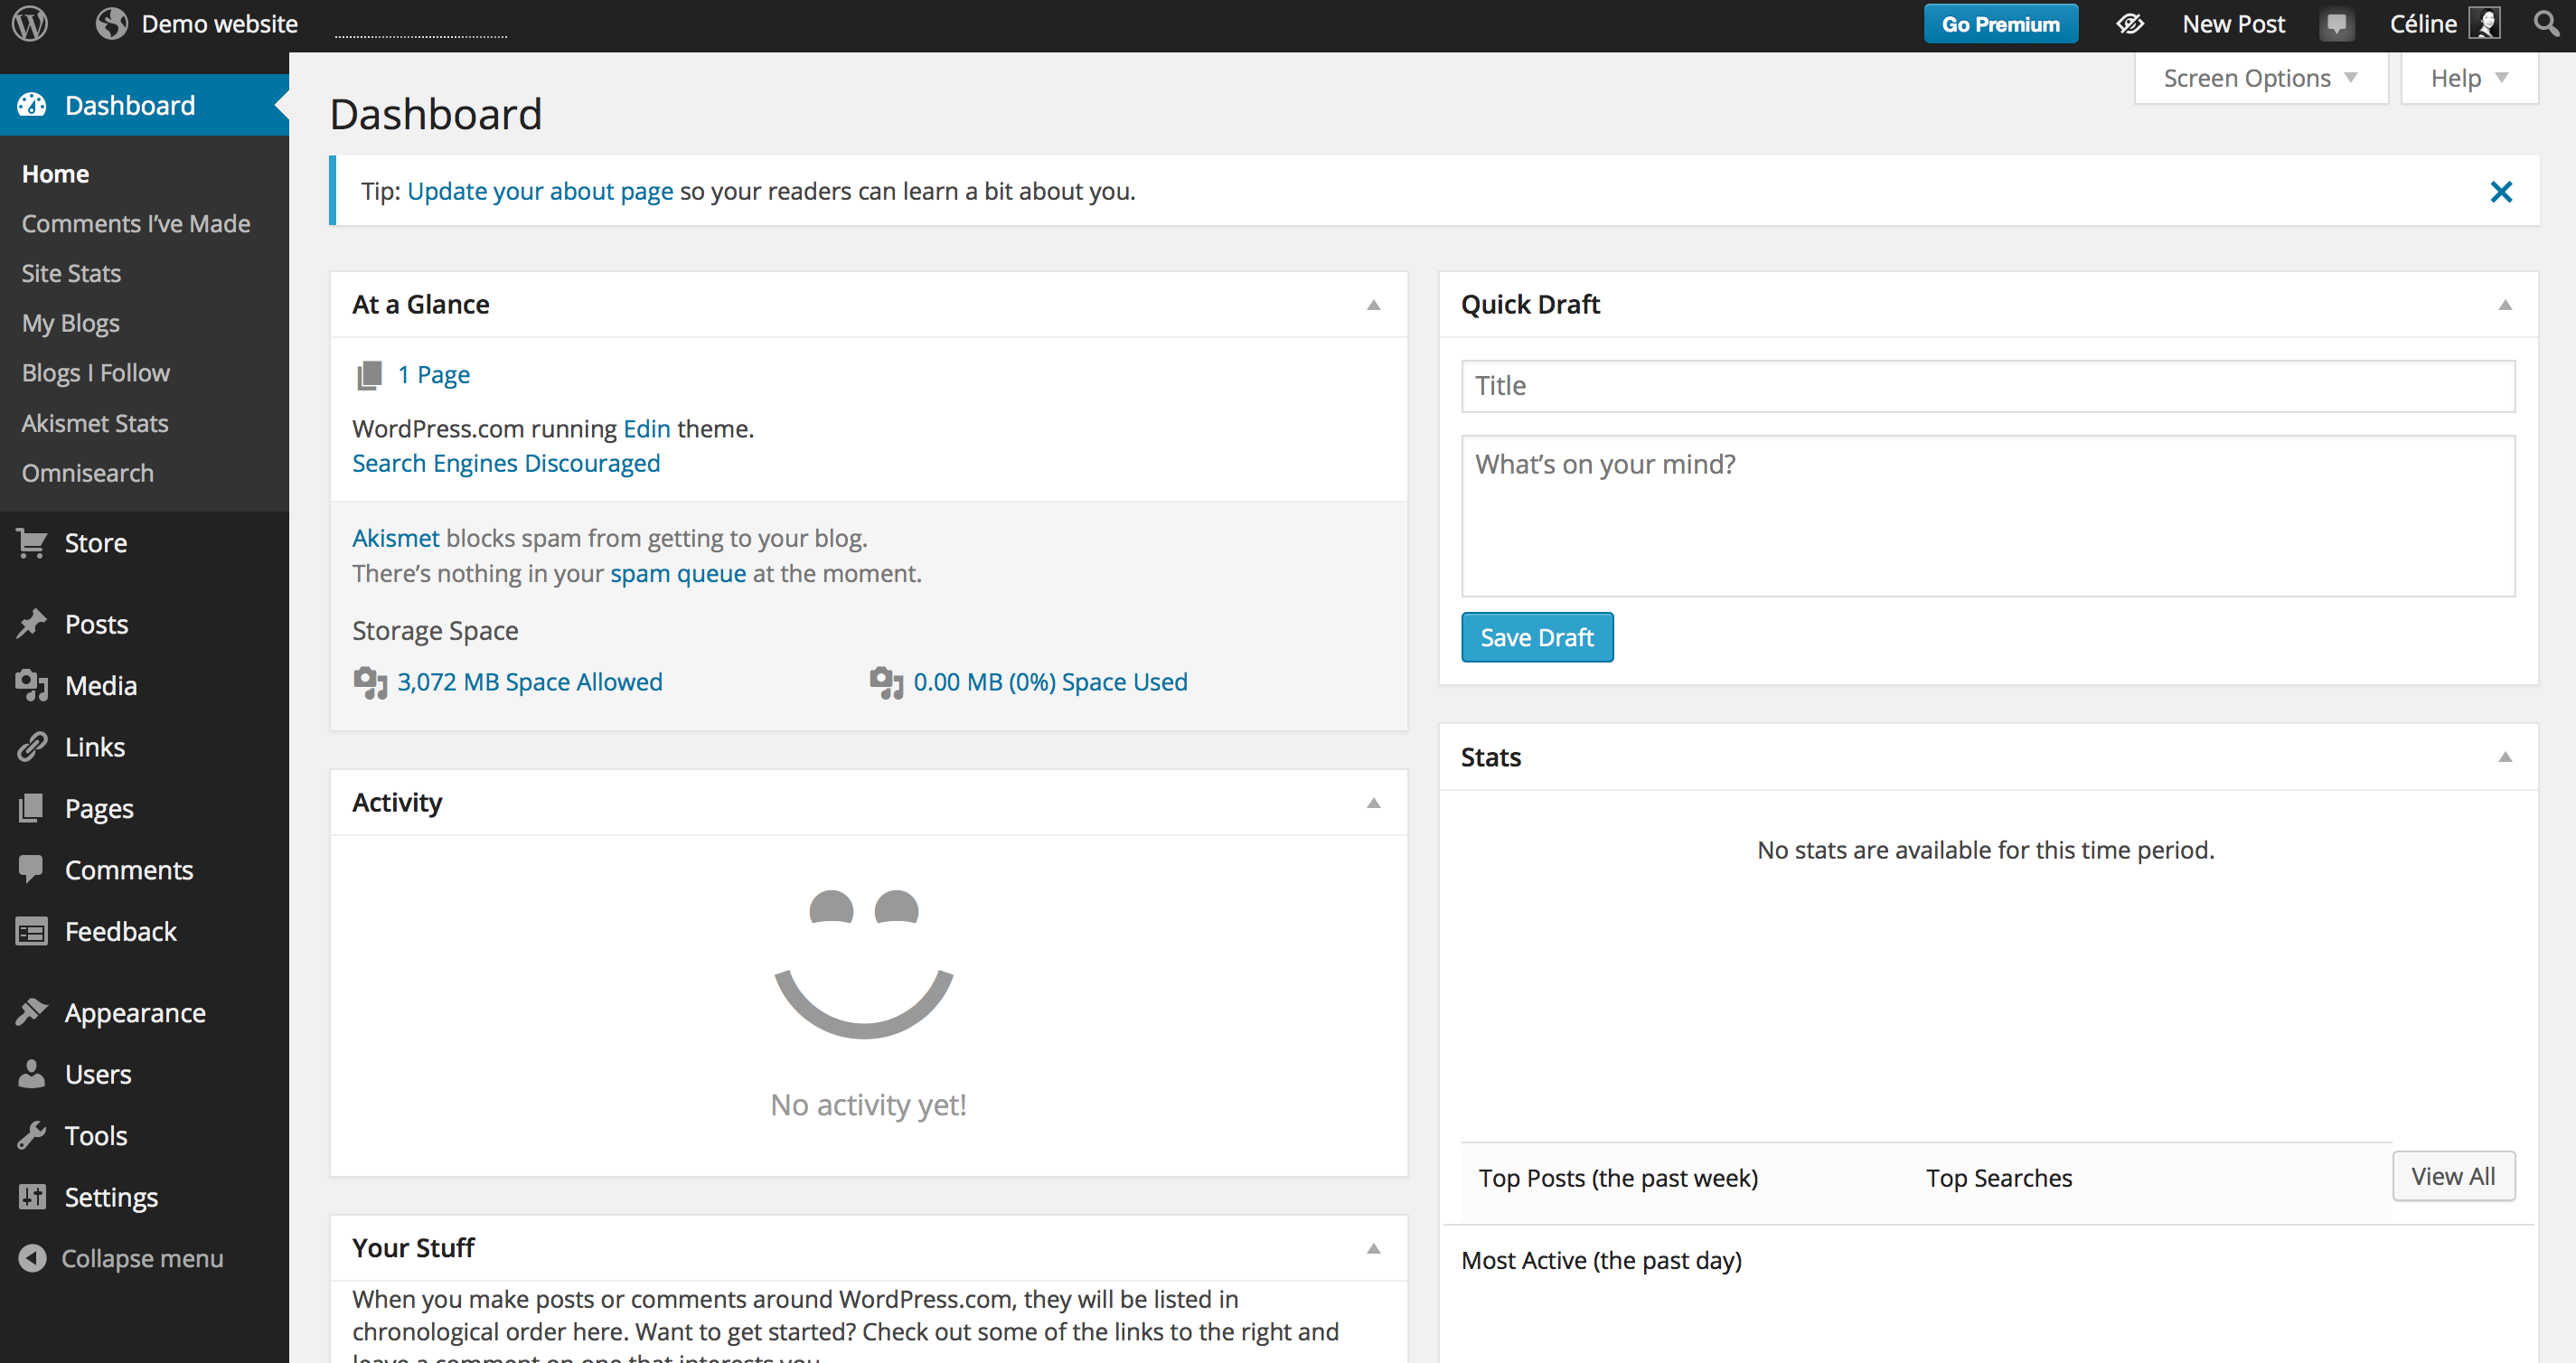 Demo website
Go Premium
New Post
Céline
Dashboard
Home
Comments I’ve Made
Site Stats
My Blogs
Blogs I Follow
Akismet Stats
Omnisearch
Store
Posts
Media
Links
Pages
Comments
Feedback
Appearance
Users
Tools
Settings
Collapse menu
Screen Options
Help
Dashboard
Tip: Update your about page so your readers can learn a bit about you.
At a Glance
1 Page
WordPress.com running Edin theme.
Search Engines Discouraged
Akismet blocks spam from getting to your blog.
There’s nothing in your spam queue at the moment.
Storage Space
3,072 MB Space Allowed
0.00 MB (0%) Space Used
Activity
No activity yet!
Your Stuff
When you make posts or comments around WordPress.com, they will be listed in
chronological order here. Want to get started? Check out some of the links to the right and
leave a comment on one that interests you.
Quick Draft
Title
What’s on your mind?
Save Draft
Stats
No stats are available for this time period.
Top Posts (the past week)
Top Searches
View All
Most Active (the past day)